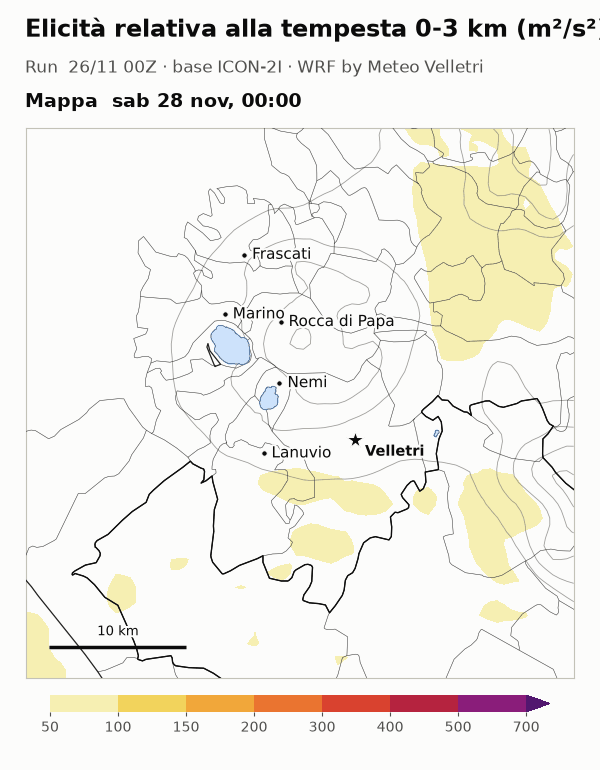 Elicità relativa alla tempesta 0-3 km (m²/s²)
Run  26/11 00Z · base ICON-2I · WRF by Meteo Velletri
Mappa  sab 28 nov, 00:00
Frascati
Marino
Rocca di Papa
Nemi
Velletri
Lanuvio
10 km
50 100 150 200 300 400 500 700